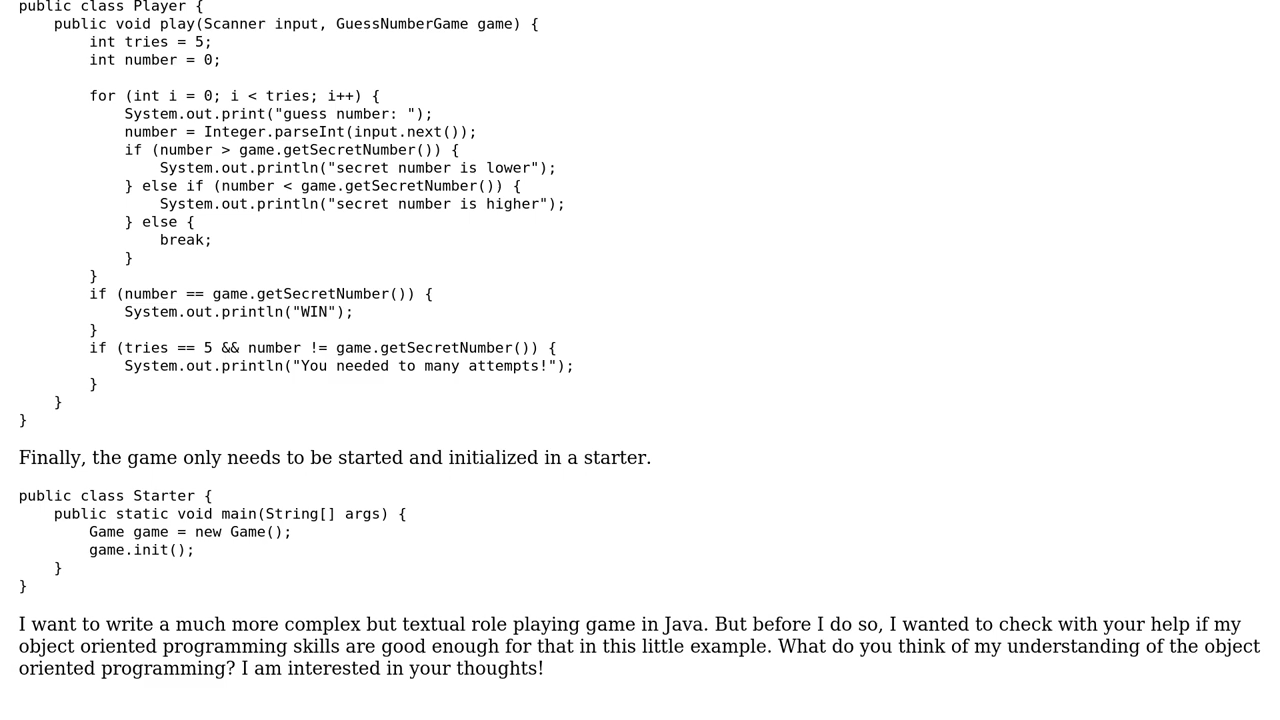 public class Player {
    public void play(Scanner input, GuessNumberGame game) {
        int tries = 5;
        int number = 0;

        for (int i = 0; i < tries; i++) {
            System.out.print("guess number: ");
            number = Integer.parseInt(input.next());
            if (number > game.getSecretNumber()) {
                System.out.println("secret number is lower");
            } else if (number < game.getSecretNumber()) {
                System.out.println("secret number is higher");
            } else {
                break;
            }
        }
        if (number == game.getSecretNumber()) {
            System.out.println("WIN");
        }
        if (tries == 5 && number != game.getSecretNumber()) {
            System.out.println("You needed to many attempts!");
        }
    }
}
Finally, the game only needs to be started and initialized in a starter.
public class Starter {
    public static void main(String[] args) {
        Game game = new Game();
        game.init();
    }
}
I want to write a much more complex but textual role playing game in Java. But before I do so, I wanted to check with your help if my
object oriented programming skills are good enough for that in this little example. What do you think of my understanding of the object
oriented programming? I am interested in your thoughts!